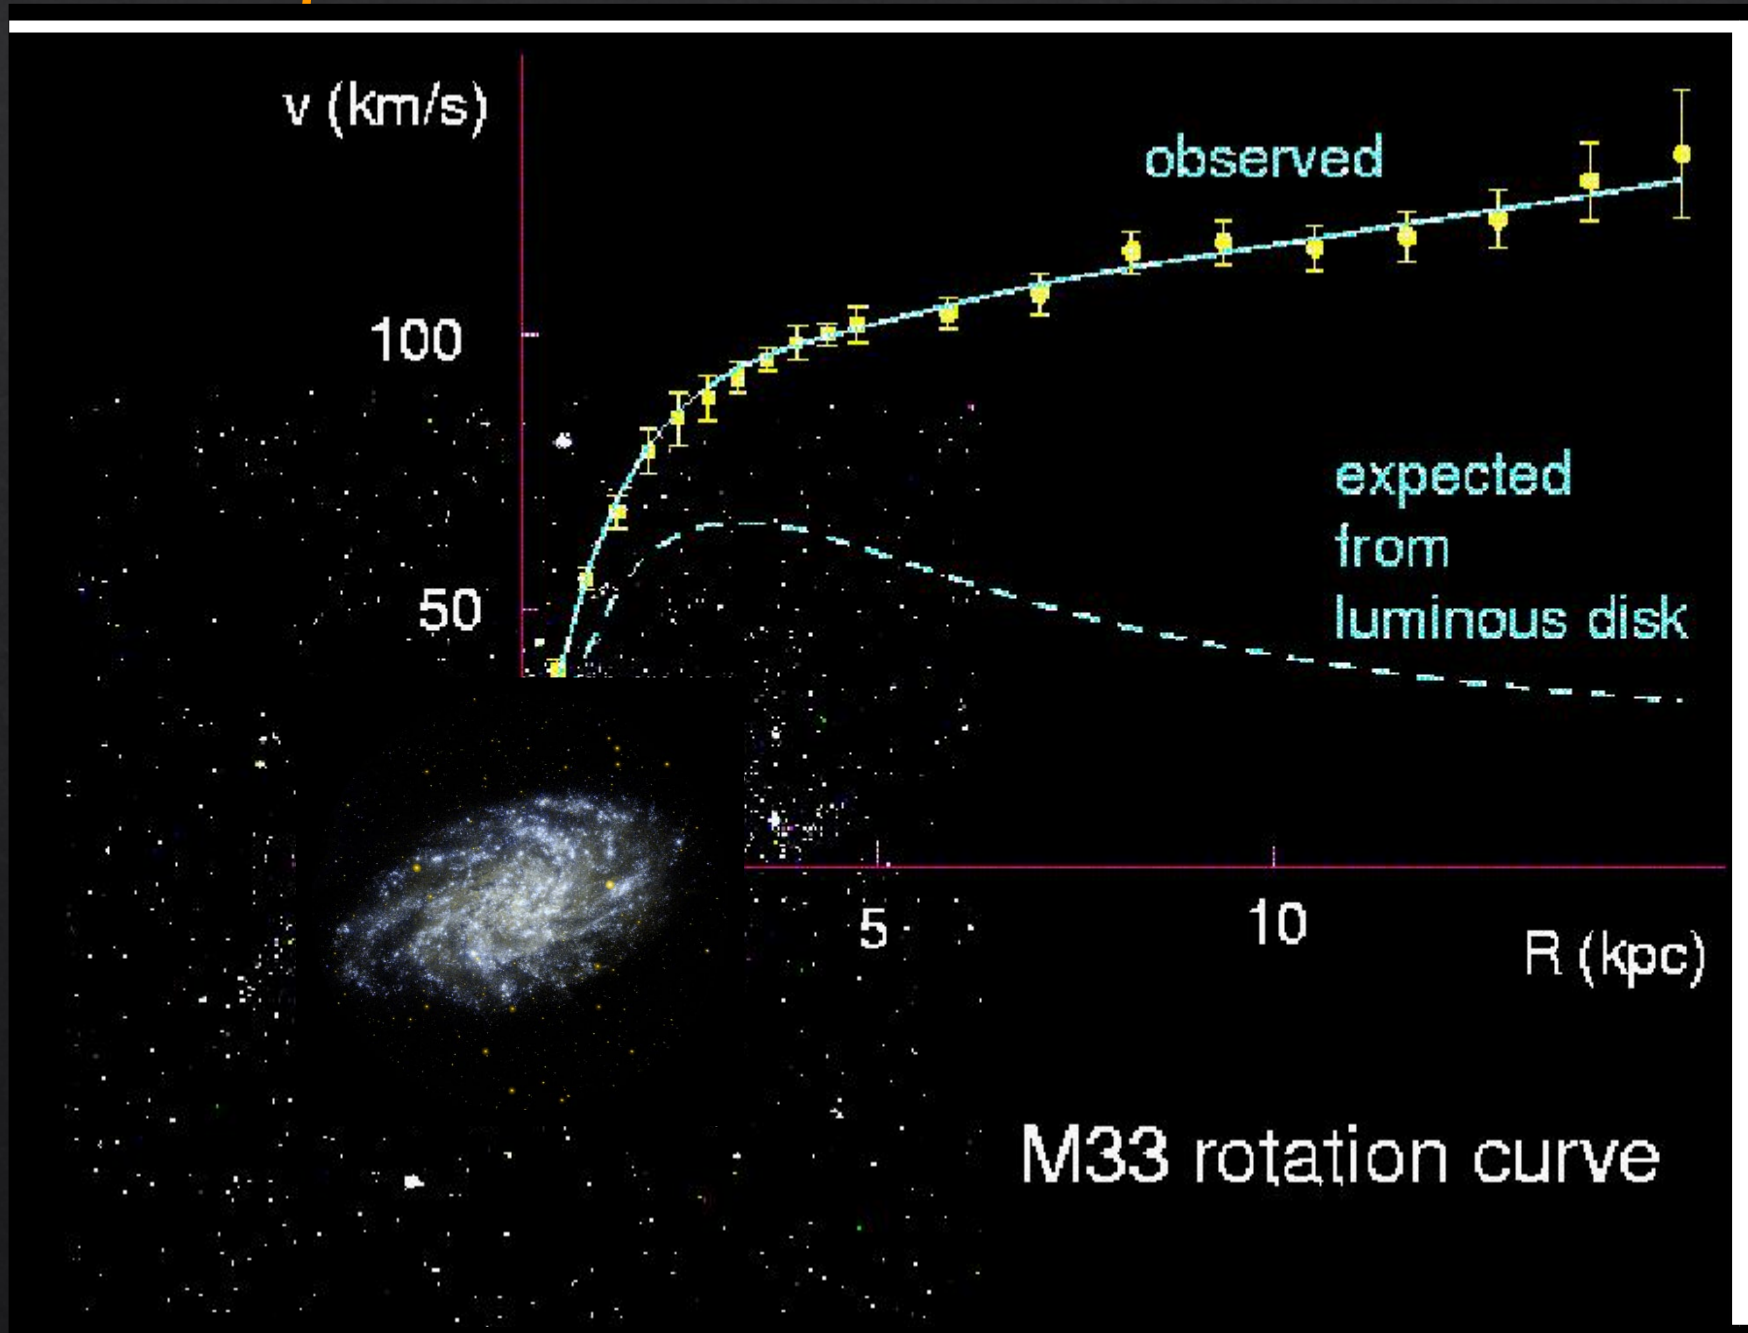 v (km/s)
observed
100
expected
from
luminous disk
50
5
10
R (kpc)
M33 rotation curve